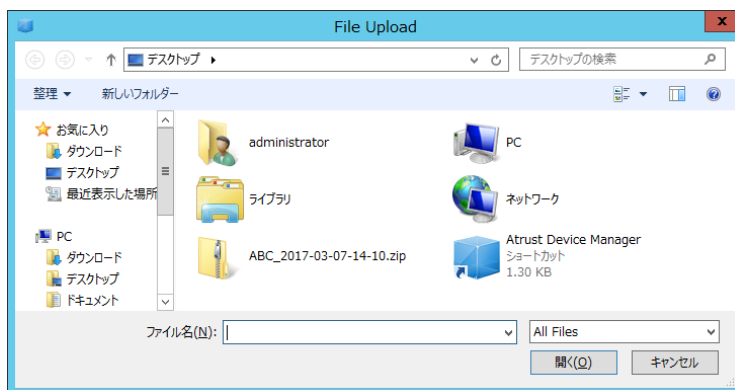 File Upload
デスクトップ
デスクトップの検索
整理
新しいフォルダー
お気に入り
ダウンロード
デスクトップ
最近表示した場所
PC
ダウンロード
デスクトップ
ドキュメント
administrator
PC
ライブラリ
ネットワーク
ABC_2017-03-07-14-10.zip
Atrust Device Manager
ショートカット
1.30 KB
ファイル名(N):
All Files
開く(O)
キャンセル